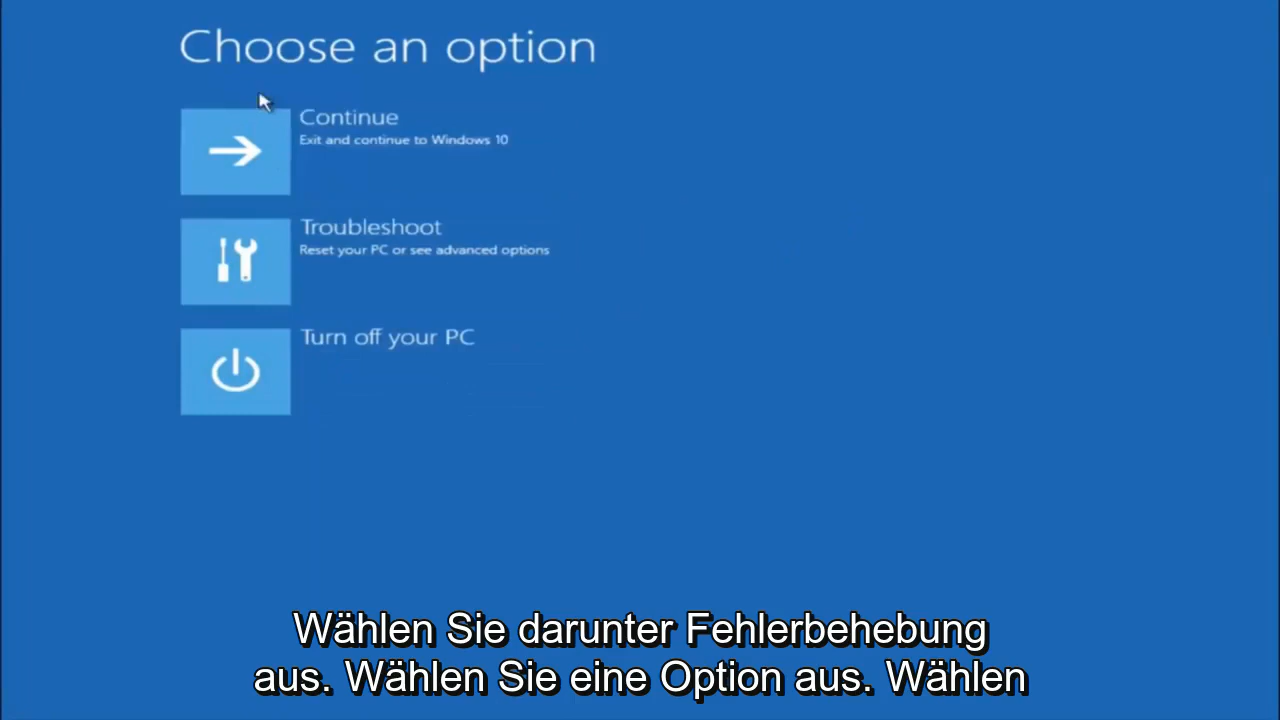 Choose an option
Continue
Exit and continue to Windows 10
Troubleshoot
Reset your PC or see advanced options
Turn off your PC
Wählen Sie darunter Fehlerbehebung
aus. Wählen Sie eine Option aus. Wählen